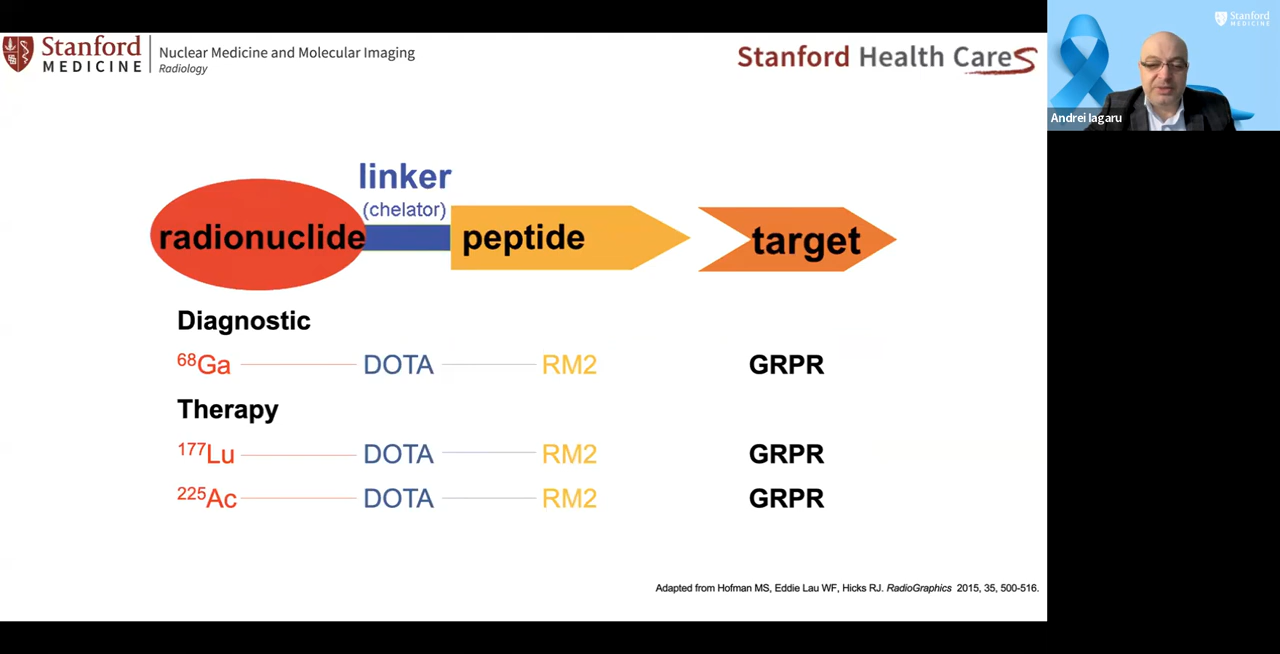 Stanford
MEDICINE
Nuclear Medicine and Molecular Imaging
Radiology
Stanford Health Care
Stanford
MEDICINE
Andrei Iagaru
linker
(chelator)
radionuclide
peptide
target
Diagnostic
68Ga DOTA RM2 GRPR
Therapy
177Lu DOTA RM2 GRPR
225Ac DOTA RM2 GRPR
Adapted from Hofman MS, Eddie Lau WF, Hicks RJ. RadioGraphics 2015, 35, 500-516.